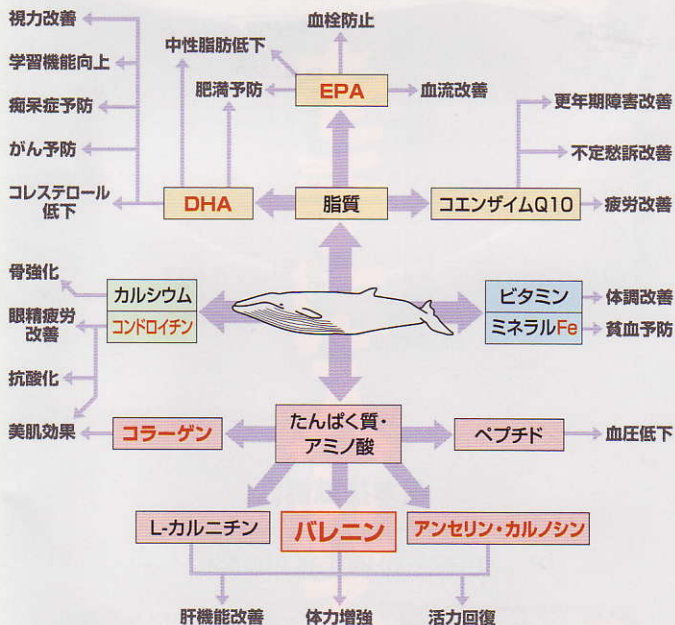 視力改善
学習機能向上
痴呆症予防
がん予防
コレステロール
低下
中性脂肪低下
肥満予防
血栓防止
EPA
血流改善
更年期障害改善
不定愁訴改善
DHA
脂質
コエンザイムQ10
疲労改善
骨強化
眼精疲労
改善
抗酸化
美肌効果
カルシウム
コンドロイチン
ビタミン
ミネラルFe
体調改善
貧血予防
コラーゲン
たんぱく質・
アミノ酸
ペプチド
血圧低下
L-カルニチン
バレニン
アンセリン・カルノシン
肝機能改善
体力増強
活力回復